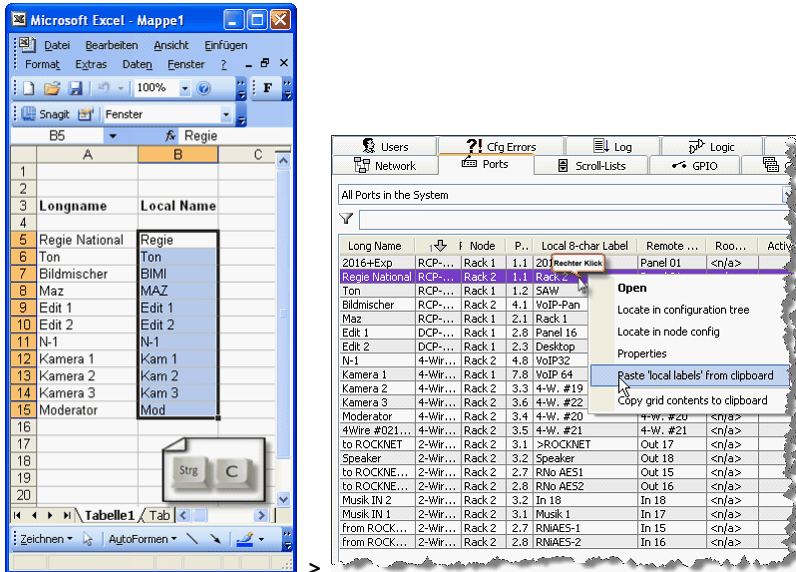 Microsoft Excel - Mappe1
Datei Bearbeiten Ansicht Einfügen
Format Extras Daten Fenster ?
100% F
Snagit Fenster
B5 fx Regie
A B C
1
2
3 Longname Local Name
4
5 Regie National Regie
6 Ton Ton
7 Bildmischer BIMI
8 Maz MAZ
9 Edit 1 Edit 1
10 Edit 2 Edit 2
11 N-1 N-1
12 Kamera 1 Kam 1
13 Kamera 2 Kam 2
14 Kamera 3 Kam 3
15 Moderator Mod
16
17
18
19
20
Strg C
Tabelle1 Tab
Zeichnen AutoFormen
>
Users ?! Cfg Errors Log Logic
Network Ports Scroll-Lists GPIO
All Ports in the System
Long Name Node P.. Local 8-char Label Remote ... Roo... Activ
2016+Exp RCP-... Rack 1 1.1 Panel 01 <n/a>
Rechter Klick
Regie National RCP-... Rack 2 1.1 Rack 2
Ton RCP-... Rack 1 1.2 SAW
Bildmischer RCP-... Rack 2 4.1 VoIP-Pan
Maz RCP-... Rack 2 2.1 Rack 1
Edit 1 DCP-... Rack 1 2.8 Panel 16
Edit 2 DCP-... Rack 1 2.3 Desktop
N-1 4-Wir... Rack 2 4.8 VoIP32
Kamera 1 4-Wir... Rack 1 7.8 VoIP 64
Kamera 2 4-Wir... Rack 2 3.3 4-W. #19
Kamera 3 4-Wir... Rack 2 3.6 4-W. #22
Moderator 4-Wir... Rack 2 3.4 4-W. #20 4-W. #20 <n/a>
4Wire #021... 4-Wir... Rack 2 3.5 4-W. #21 4-W. #21 <n/a>
to ROCKNET 2-Wir... Rack 2 3.1 >ROCKNET Out 17 <n/a>
Speaker 2-Wir... Rack 2 3.2 Speaker Out 18 <n/a>
to ROCKNE... 2-Wir... Rack 2 2.7 RNo AES1 Out 15 <n/a>
to ROCKNE... 2-Wir... Rack 2 2.8 RNo AES2 Out 16 <n/a>
Musik IN 2 2-Wir... Rack 2 3.2 In 18 In 18 <n/a>
Musik IN 1 2-Wir... Rack 2 3.1 Musik 1 In 17 <n/a>
from ROCK... 2-Wir... Rack 2 2.7 RNiAES-1 In 15 <n/a>
from ROCK... 2-Wir... Rack 2 2.8 RNiAES-2 In 16 <n/a>
Open
Locate in configuration tree
Locate in node config
Properties
Paste 'local labels' from clipboard
Copy grid contents to clipboard